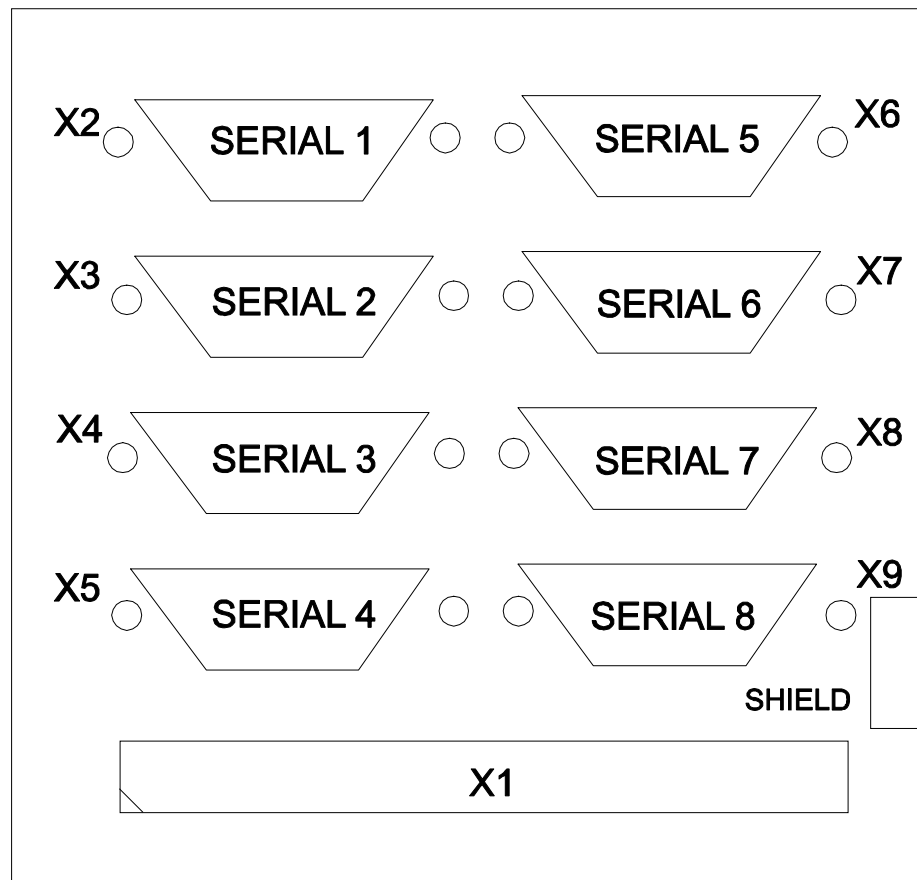 X2 SERIAL 1 SERIAL 5 X6
X3 SERIAL 2 SERIAL 6 X7
X4 SERIAL 3 SERIAL 7 X8
X5 SERIAL 4 SERIAL 8 X9
SHIELD
X1